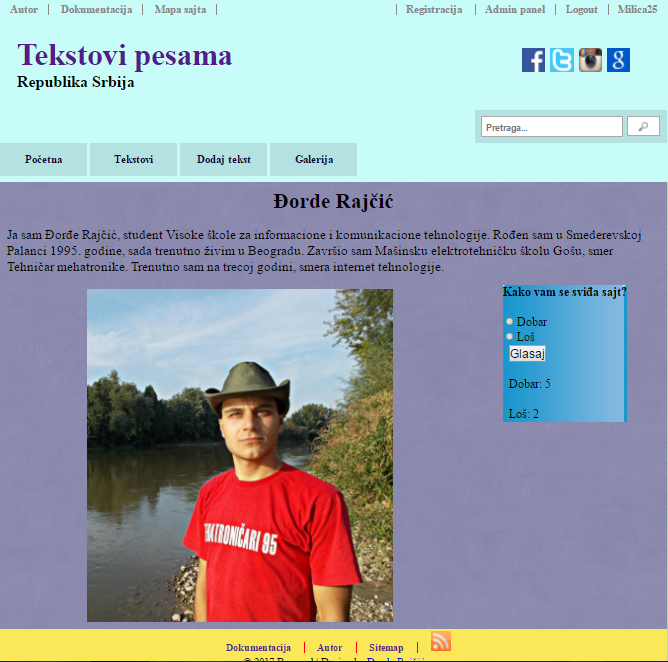 Autor | Dokumentacija | Mapa sajta |
| Registracija | Admin panel | Logout | Milica25
Tekstovi pesama
Republika Srbija
Pretraga...
Početna Tekstovi Dodaj tekst Galerija
Đorde Rajčić
Ja sam Đorđe Rajčić, student Visoke škole za informacione i komunikacione tehnologije. Rođen sam u Smederevskoj
Palanci 1995. godine, sada trenutno živim u Beogradu. Završio sam Mašinsku elektrotehničku školu Gošu, smer
Tehničar mehatronike. Trenutno sam na trecoj godini, smera internet tehnologije.
Kako vam se sviđa sajt?
Dobar
Loš
Glasaj
Dobar: 5
Loš: 2
95
Dokumentacija | Autor | Sitemap |